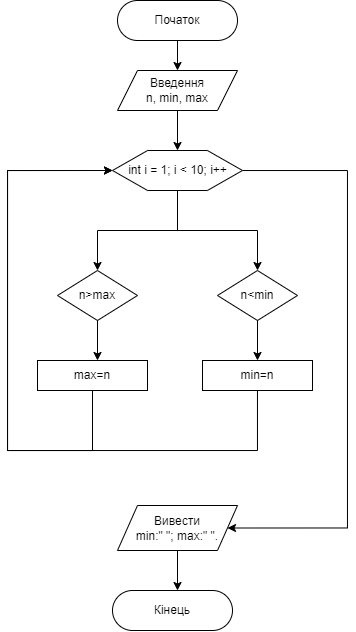 Початок
Введення
n, min, max
int i = 1; i < 10; i++
n>max
n<min
max=n
min=n
Вивести
min:" "; max:" ".
Кінець